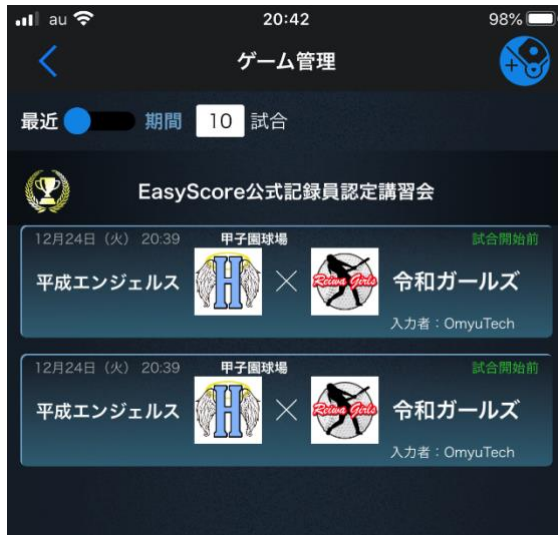 au 20:42 98%
ゲーム管理
最近 期間 10 試合
EasyScore公式記録員認定講習会
12月24日（火） 20:39 甲子園球場 試合開始前
平成エンジェルス H × Reiwa Girls 令和ガールズ
入力者：OmyuTech
12月24日（火） 20:39 甲子園球場 試合開始前
平成エンジェルス H × Reiwa Girls 令和ガールズ
入力者：OmyuTech